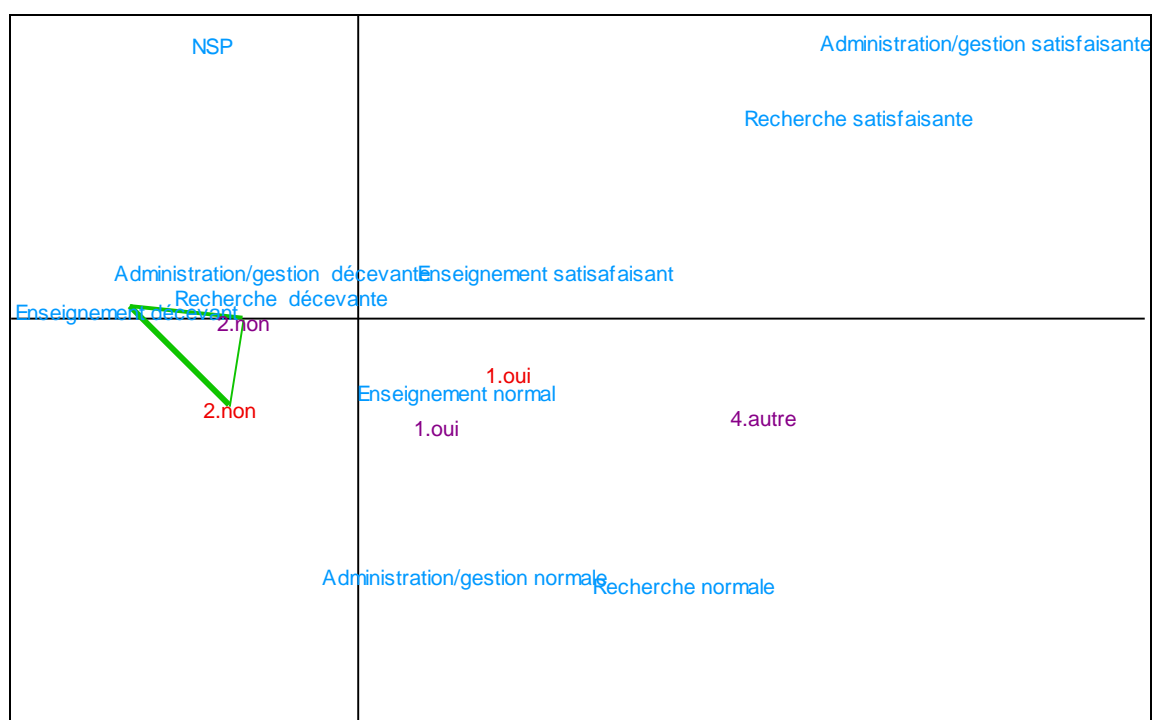 NSP
Administration/gestion satisfaisante
Recherche satisfaisante
Administration/gestion décevante
Enseignement satisafaisant
Recherche décevante
Enseignement décevant
2.non
1.oui
Enseignement normal
2.non
4.autre
1.oui
Administration/gestion normale
Recherche normale